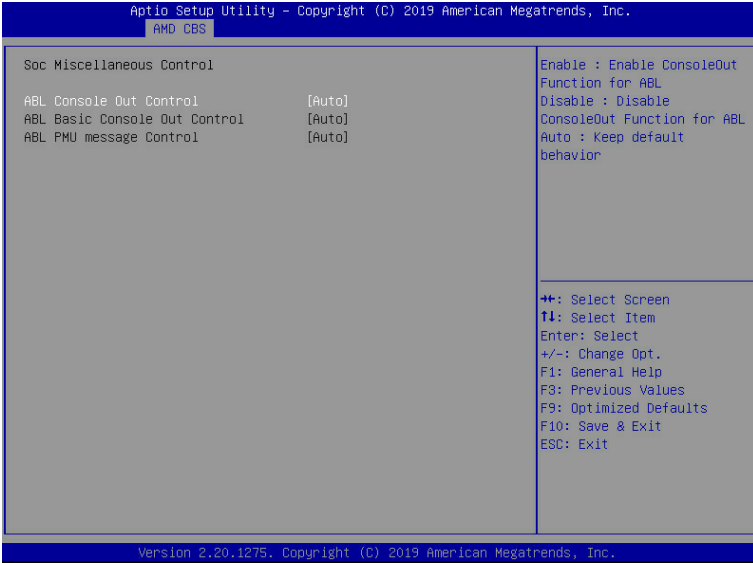 Aptio Setup Utility – Copyright (C) 2019 American Megatrends, Inc.
AMD CBS
Soc Miscellaneous Control
ABL Console Out Control [Auto]
ABL Basic Console Out Control [Auto]
ABL PMU message Control [Auto]
Enable : Enable ConsoleOut
Function for ABL
Disable : Disable
ConsoleOut Function for ABL
Auto : Keep default
behavior
→←: Select Screen
↑↓: Select Item
Enter: Select
+/-: Change Opt.
F1: General Help
F3: Previous Values
F9: Optimized Defaults
F10: Save & Exit
ESC: Exit
Version 2.20.1275. Copyright (C) 2019 American Megatrends, Inc.